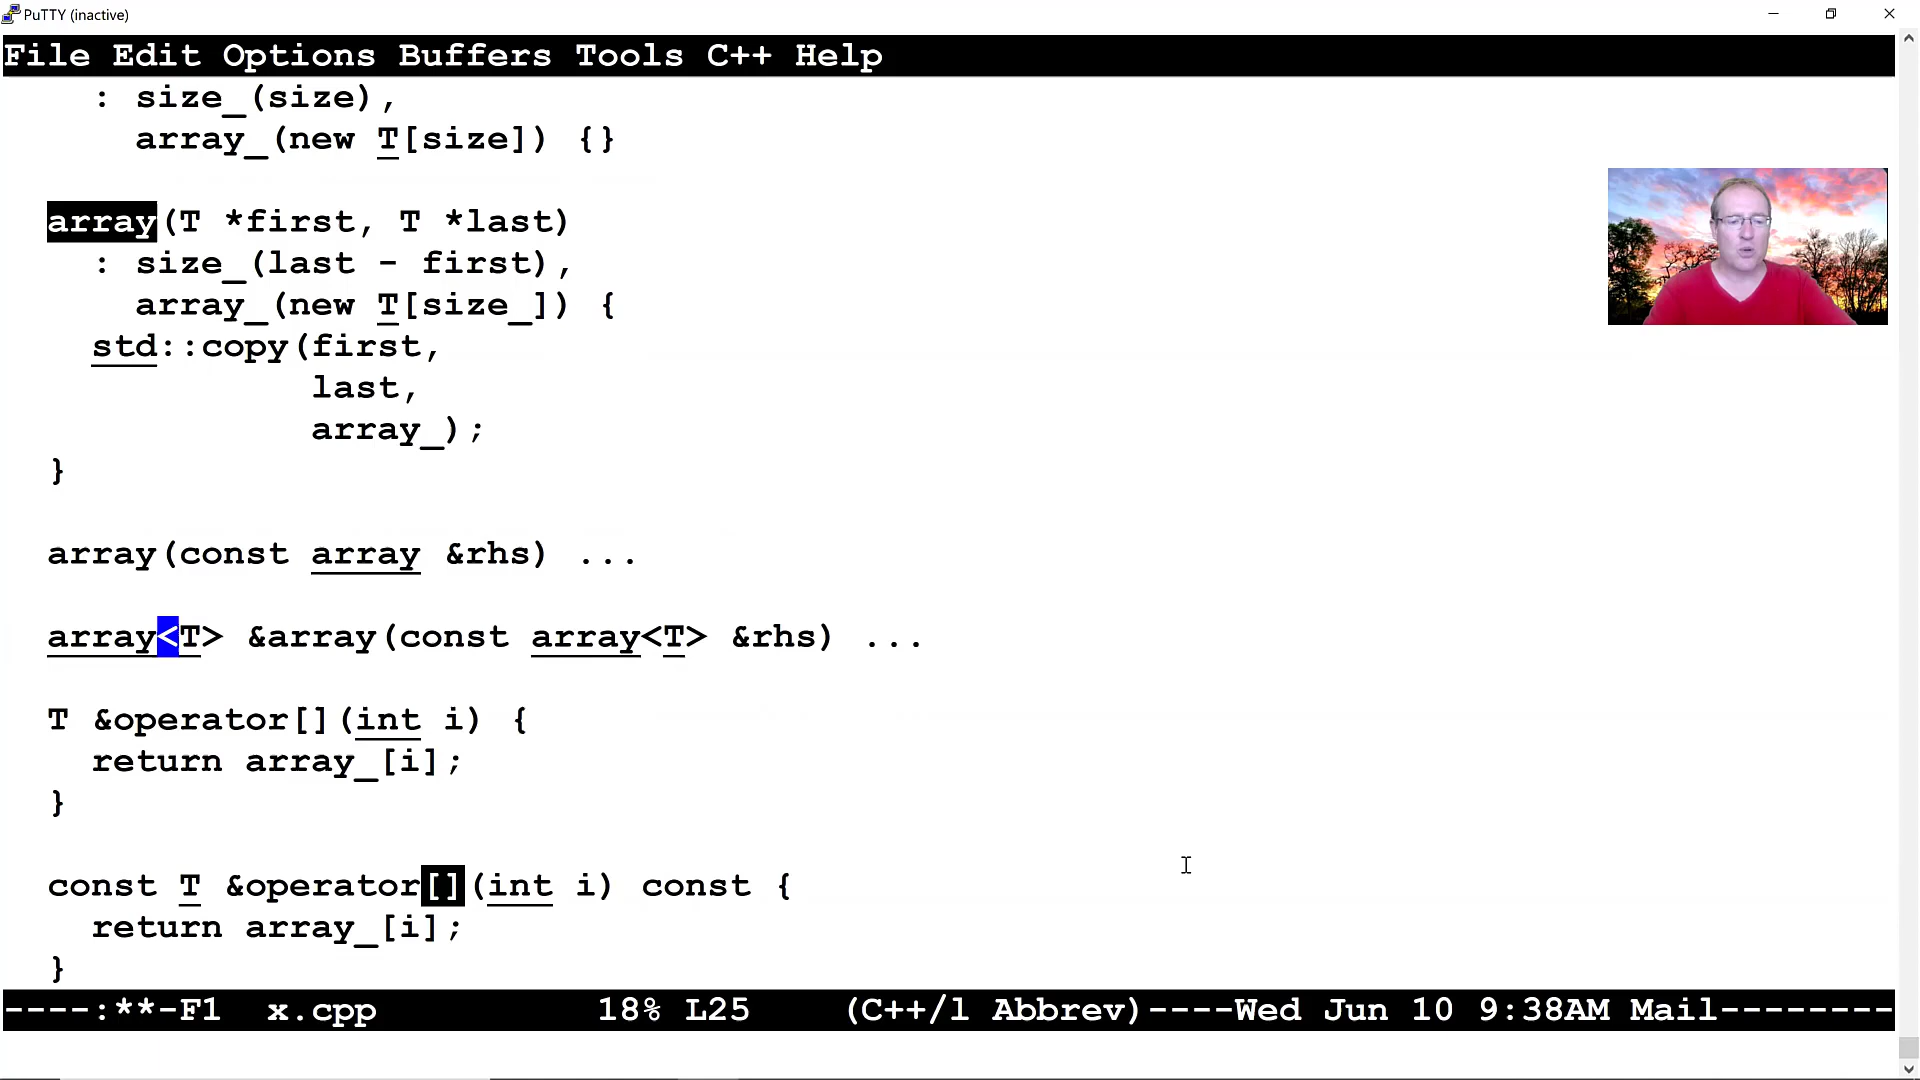 PuTTY (inactive)
File Edit Options Buffers Tools C++ Help
    : size_(size),
      array_(new T[size]) {}
  array(T *first, T *last)
    : size_(last - first),
      array_(new T[size_]) {
    std::copy(first,
              last,
              array_);
  }
  array(const array &rhs) ...
  array<T> &array(const array<T> &rhs) ...
  T &operator[](int i) {
    return array_[i];
  }
  const T &operator[](int i) const {
    return array_[i];
  }
----:**-F1  x.cpp          18% L25    (C++/l Abbrev)----Wed Jun 10 9:38AM Mail--------